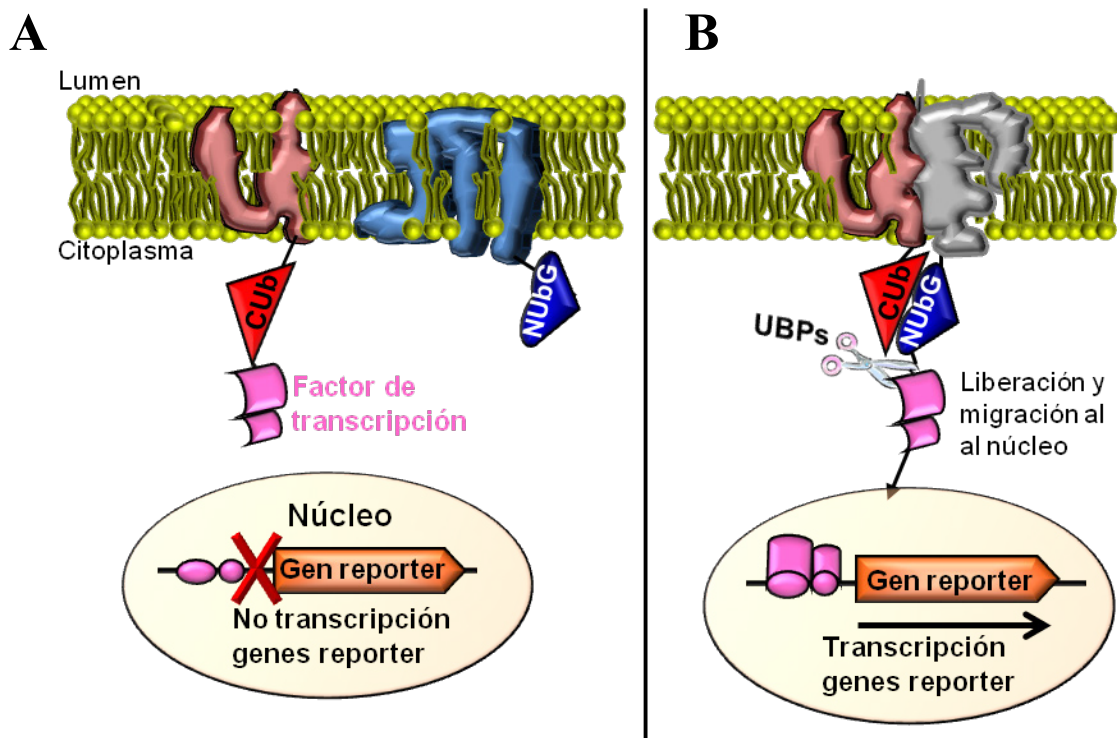 A
Lumen
Citoplasma
CUb
NUbG
Factor de
transcripción
Núcleo
Gen reporter
No transcripción
genes reporter
B
CUb
NUbG
UBPs
Liberación y
migración al
al núcleo
Gen reporter
Transcripción
genes reporter